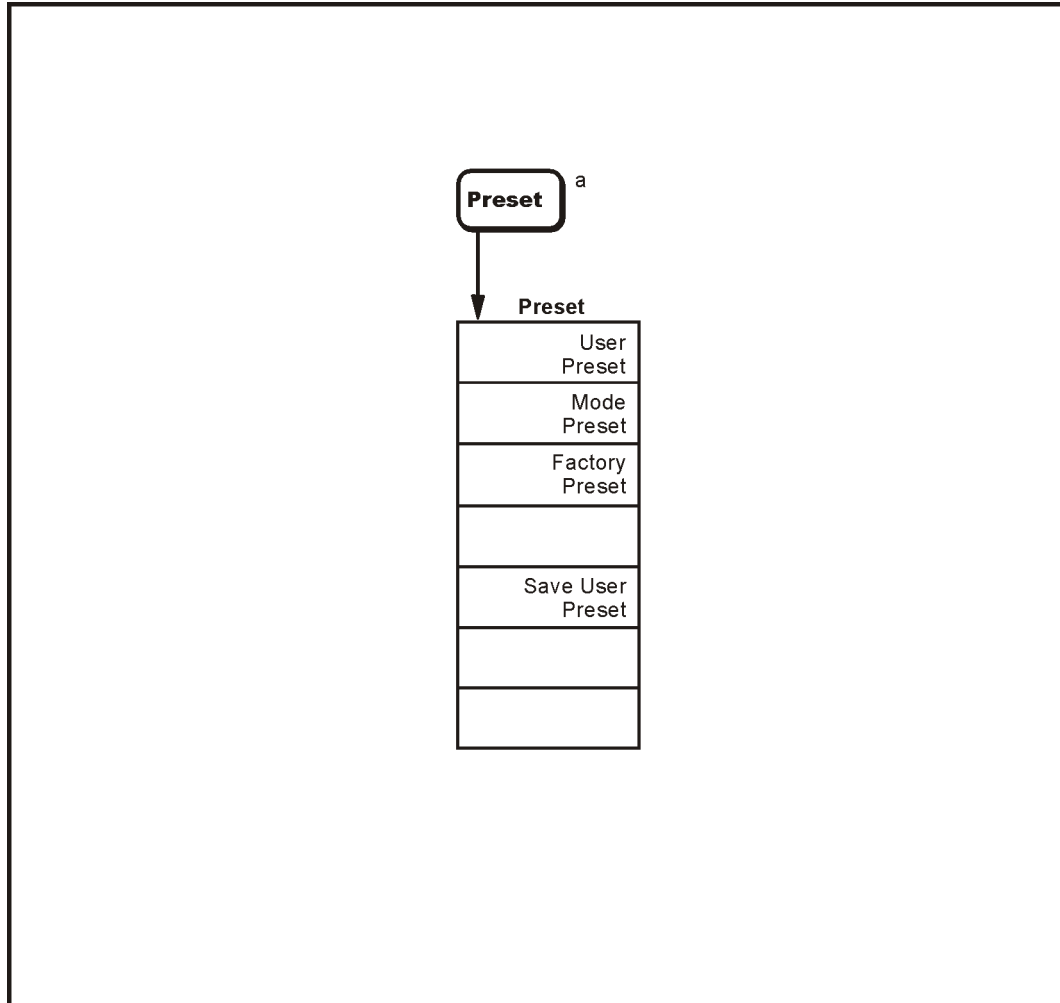 Preset a
Preset
User
Preset
Mode
Preset
Factory
Preset
Save User
Preset